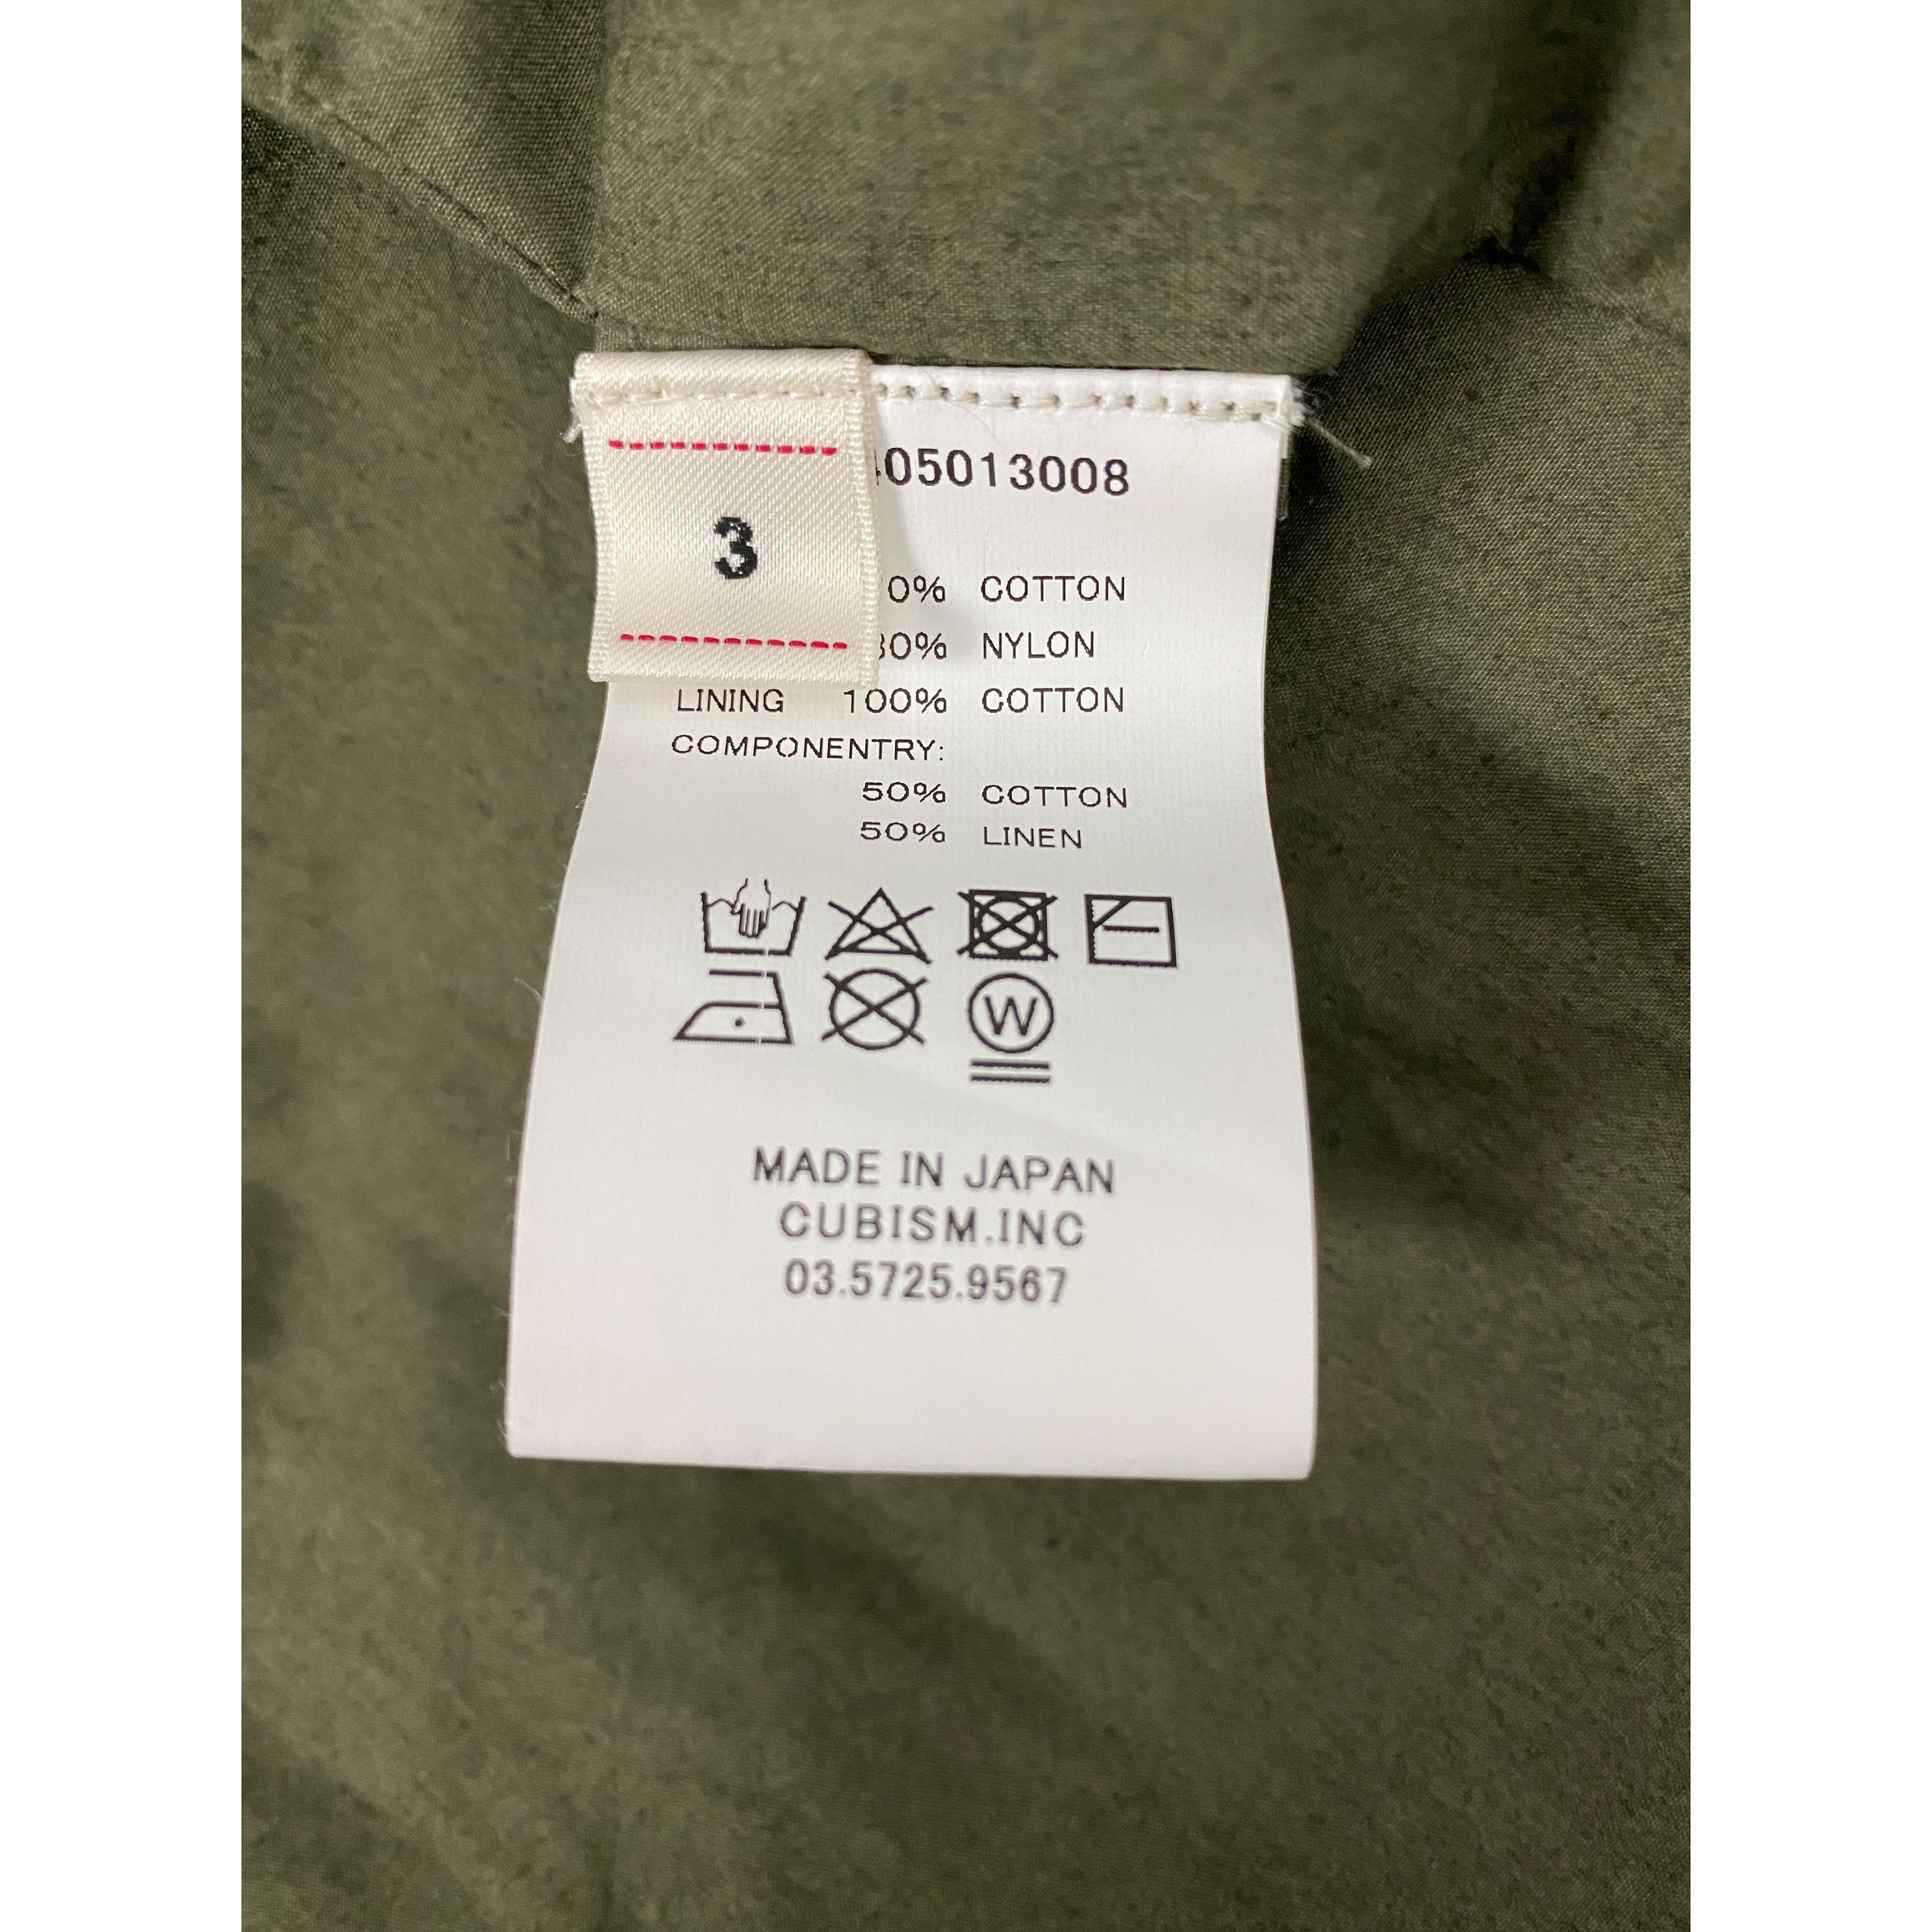 3
05013008
0% COTTON
30% NYLON
LINING 100% COTTON
COMPONENTRY:
50% COTTON
50% LINEN
W
MADE IN JAPAN
CUBISM.INC
03.5725.9567